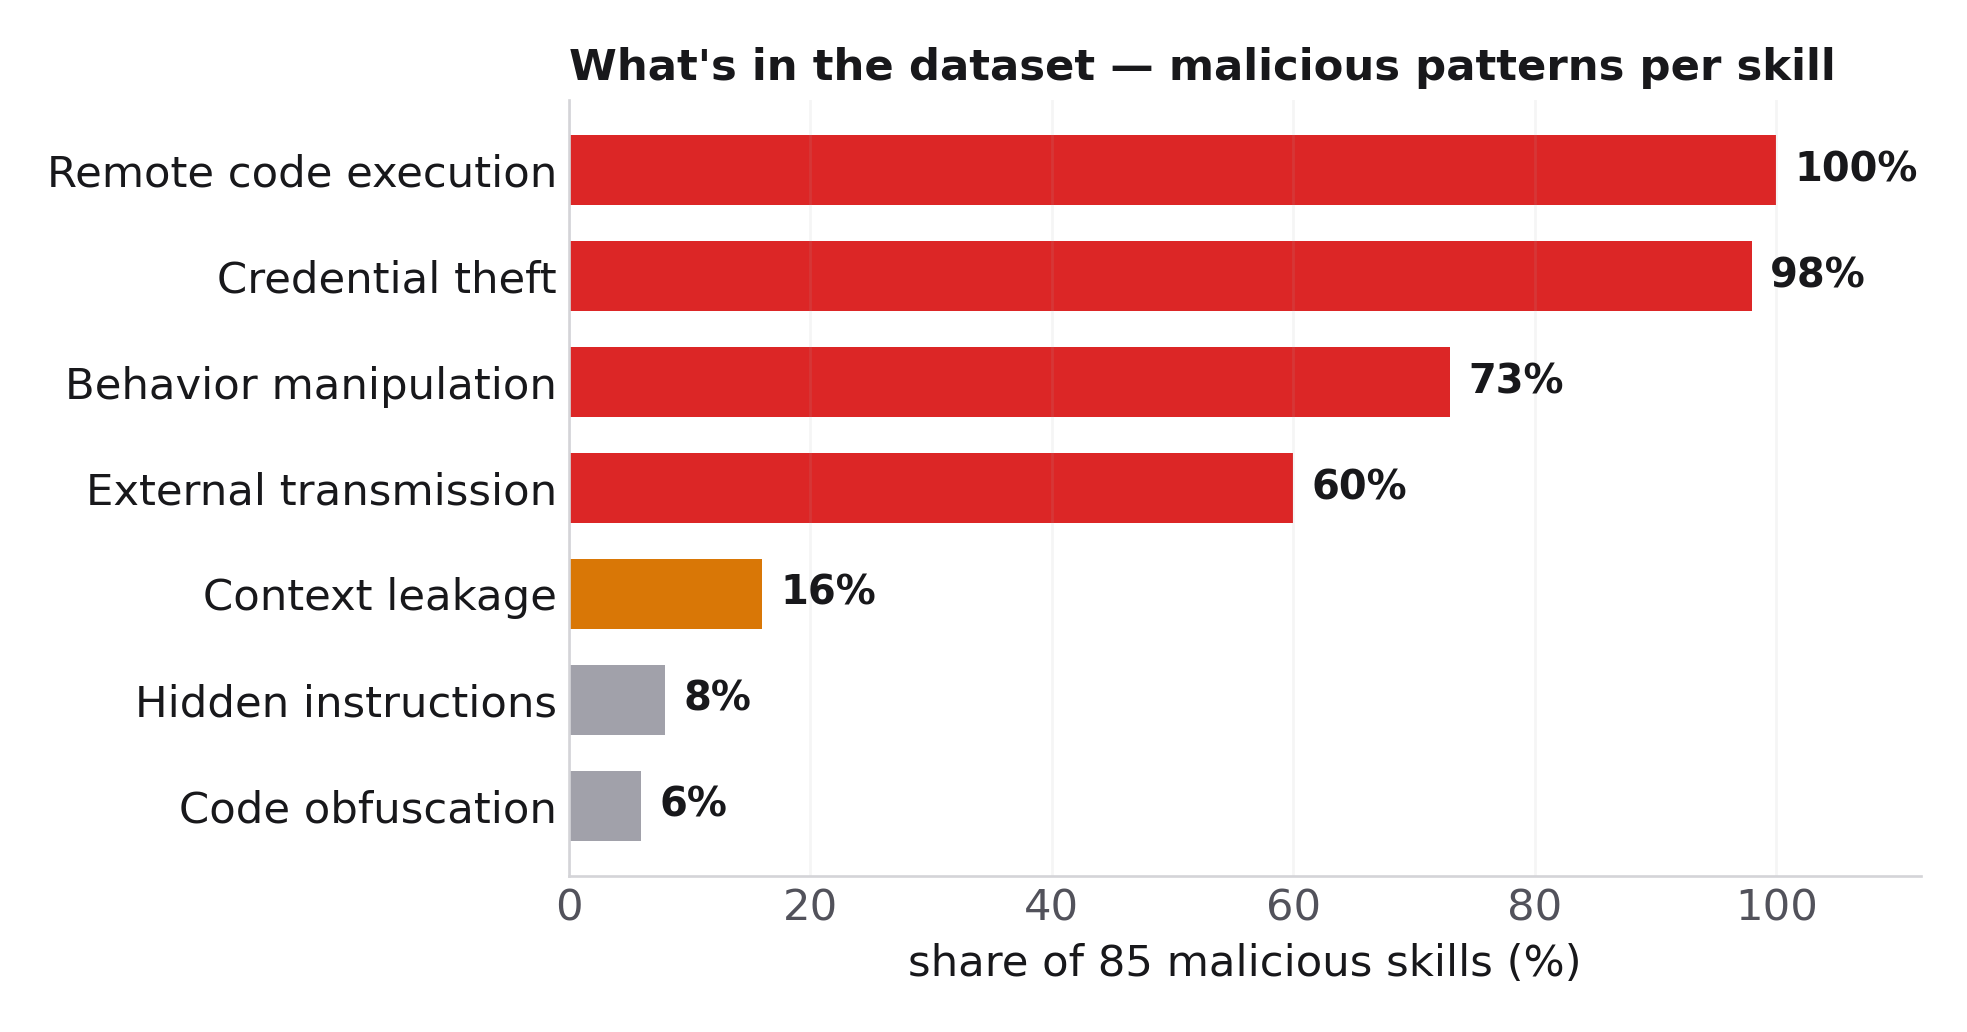 What's in the dataset — malicious patterns per skill
Remote code execution 100%
Credential theft 98%
Behavior manipulation 73%
External transmission 60%
Context leakage 16%
Hidden instructions 8%
Code obfuscation 6%
0 20 40 60 80 100
share of 85 malicious skills (%)